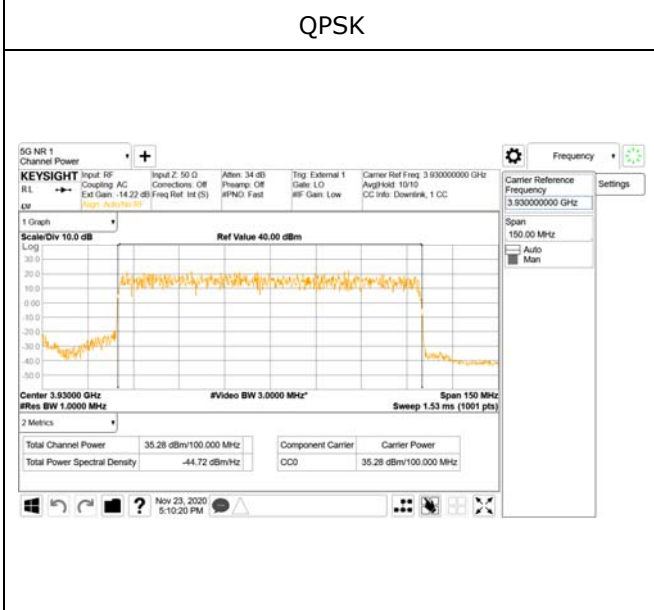 QPSK
5G NR 1
Channel Power
+
Frequency
KEYSIGHT
RL
Input: RF
Coupling: AC
Ext Gain: -14.22 dB
Align: Auto/No RF
Input Z: 50 Ω
Corrections: Off
Freq Ref: Int (S)
Atten: 34 dB
Preamp: Off
#PNO: Fast
Trig: External 1
Gate: LO
#IF Gain: Low
Carrier Ref Freq: 3.930000000 GHz
Avg|Hold: 10/10
CC Info: Downlink, 1 CC
Carrier Reference
Frequency
3.930000000 GHz
Settings
Span
150.00 MHz
Auto
Man
1 Graph
Scale/Div 10.0 dB
Ref Value 40.00 dBm
Log
30.0
20.0
10.0
0.00
-10.0
-20.0
-30.0
-40.0
-50.0
Center 3.93000 GHz
#Video BW 3.0000 MHz*
Span 150 MHz
#Res BW 1.0000 MHz
Sweep 1.53 ms (1001 pts)
2 Metrics
Total Channel Power 35.28 dBm/100.000 MHz
Total Power Spectral Density -44.72 dBm/Hz
Component Carrier Carrier Power
CC0 35.28 dBm/100.000 MHz
?
Nov 23, 2020
5:10:20 PM